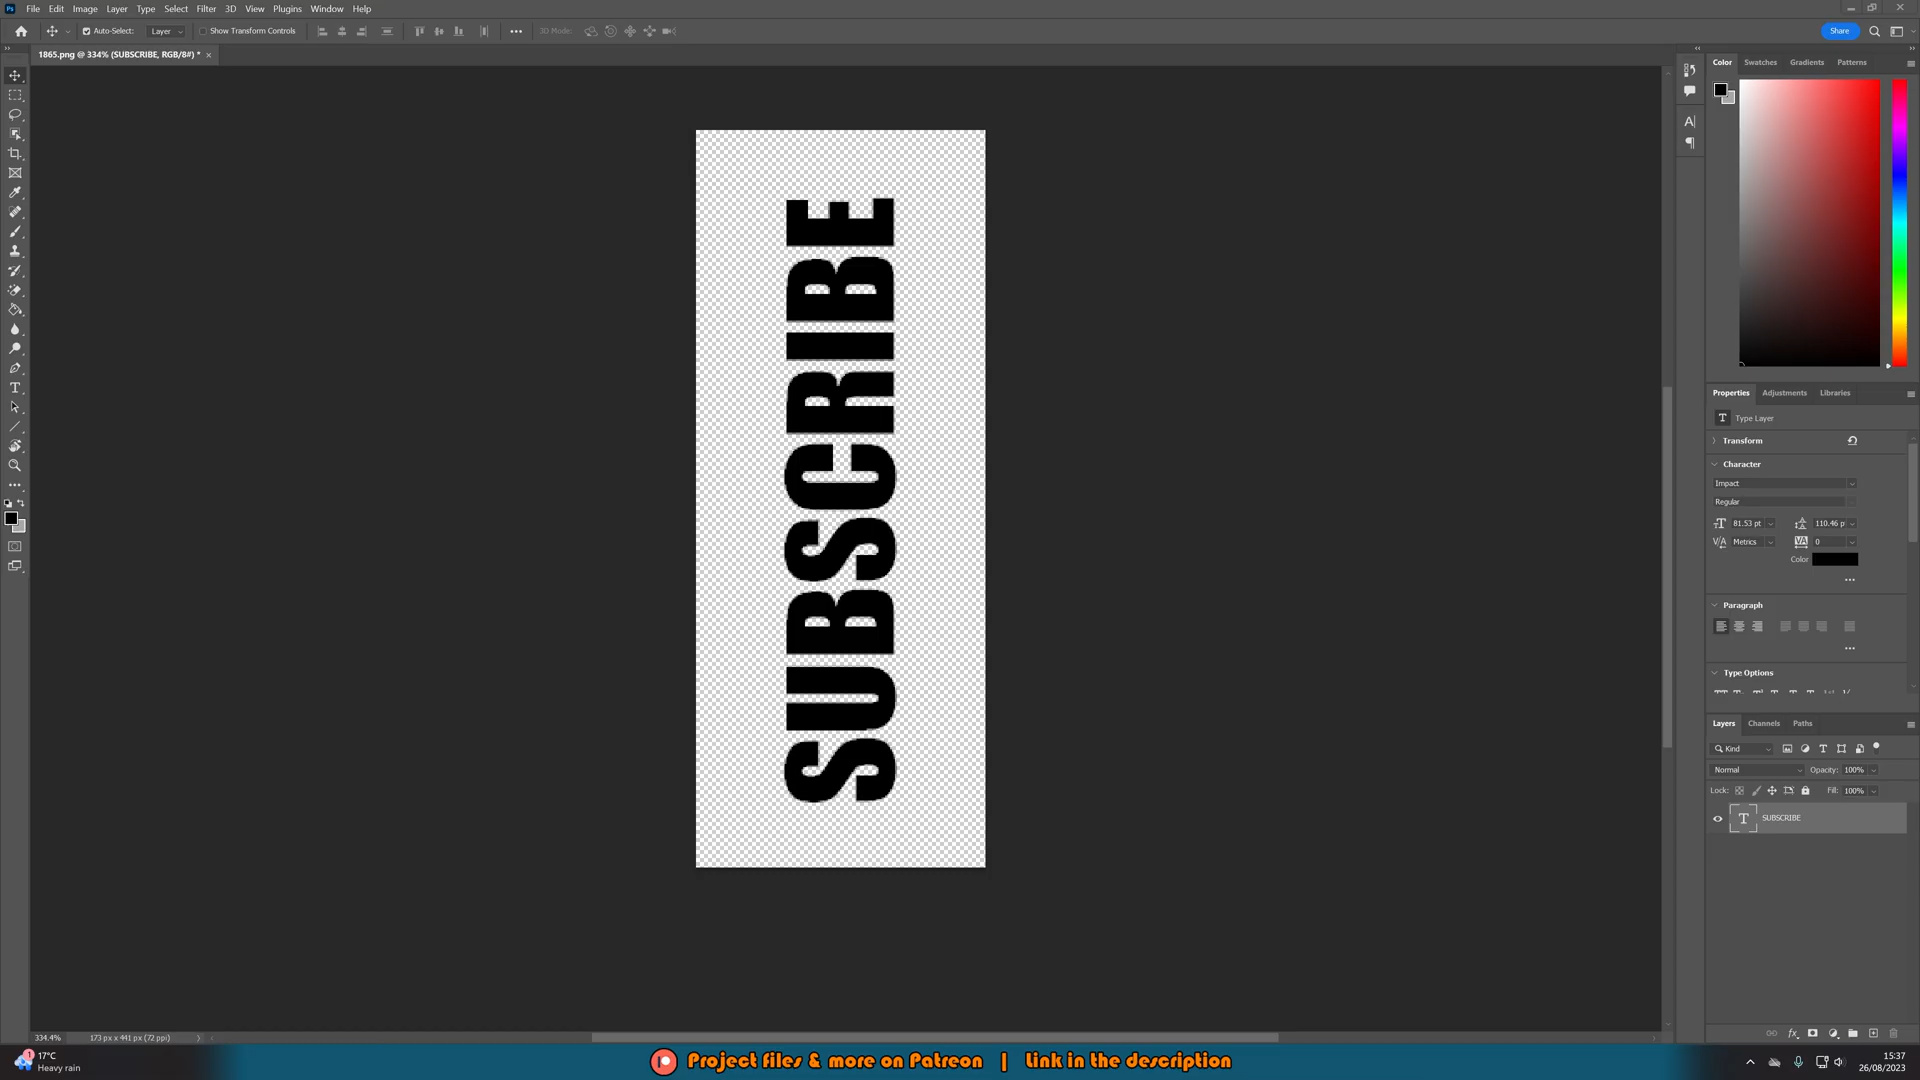 Ps File Edit Image Layer Type Select Filter 3D View Plugins Window Help
Auto-Select: Layer Show Transform Controls 3D Mode: Share
1865.png @ 334% (SUBSCRIBE, RGB/8#) * ×
Color Swatches Gradients Patterns
SUBSCRIBE
Properties Adjustments Libraries
T Type Layer
Transform
Character
Impact
Regular
81.53 pt 110.46 p
Metrics 0
Color
Paragraph
Type Options
Layers Channels Paths
Kind
Normal Opacity: 100%
Lock: Fill: 100%
T SUBSCRIBE
334.4% 173 px x 441 px (72 ppi)
1 17°C
Heavy rain
Project files & more on Patreon | Link in the description
15:37
26/08/2023